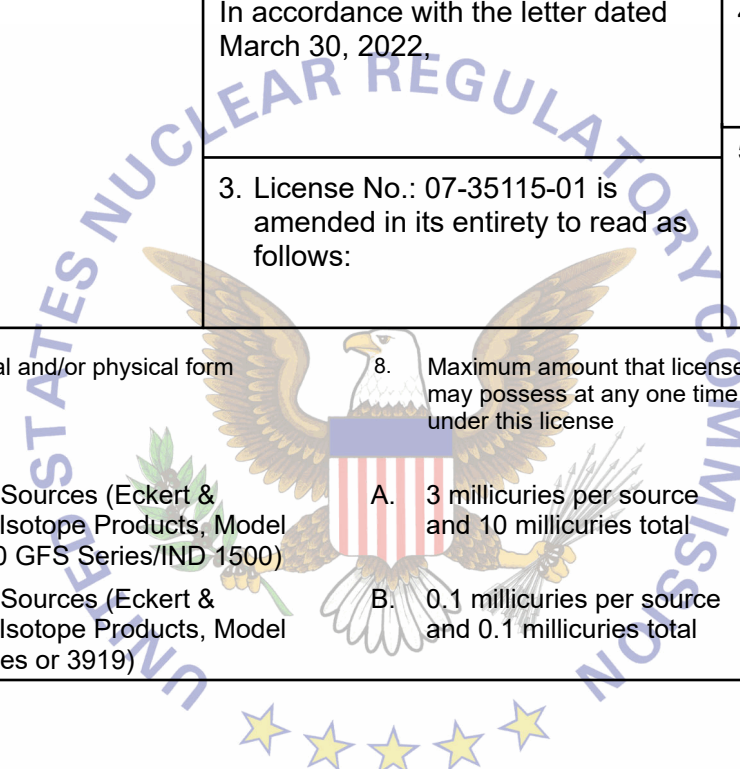 In accordance with the letter dated
March 30, 2022,
3. License No.: 07-35115-01 is
amended in its entirety to read as
follows:
and/or physical form
8. Maximum amount that license
may possess at any one time
under this license
Sources (Eckert &
Isotope Products, Model
GFS Series/IND 1500)
A. 3 millicuries per source
and 10 millicuries total
Sources (Eckert &
Isotope Products, Model
es or 3919)
B. 0.1 millicuries per source
and 0.1 millicuries total
UNITED STATES NUCLEAR REGULATORY COMMISSION